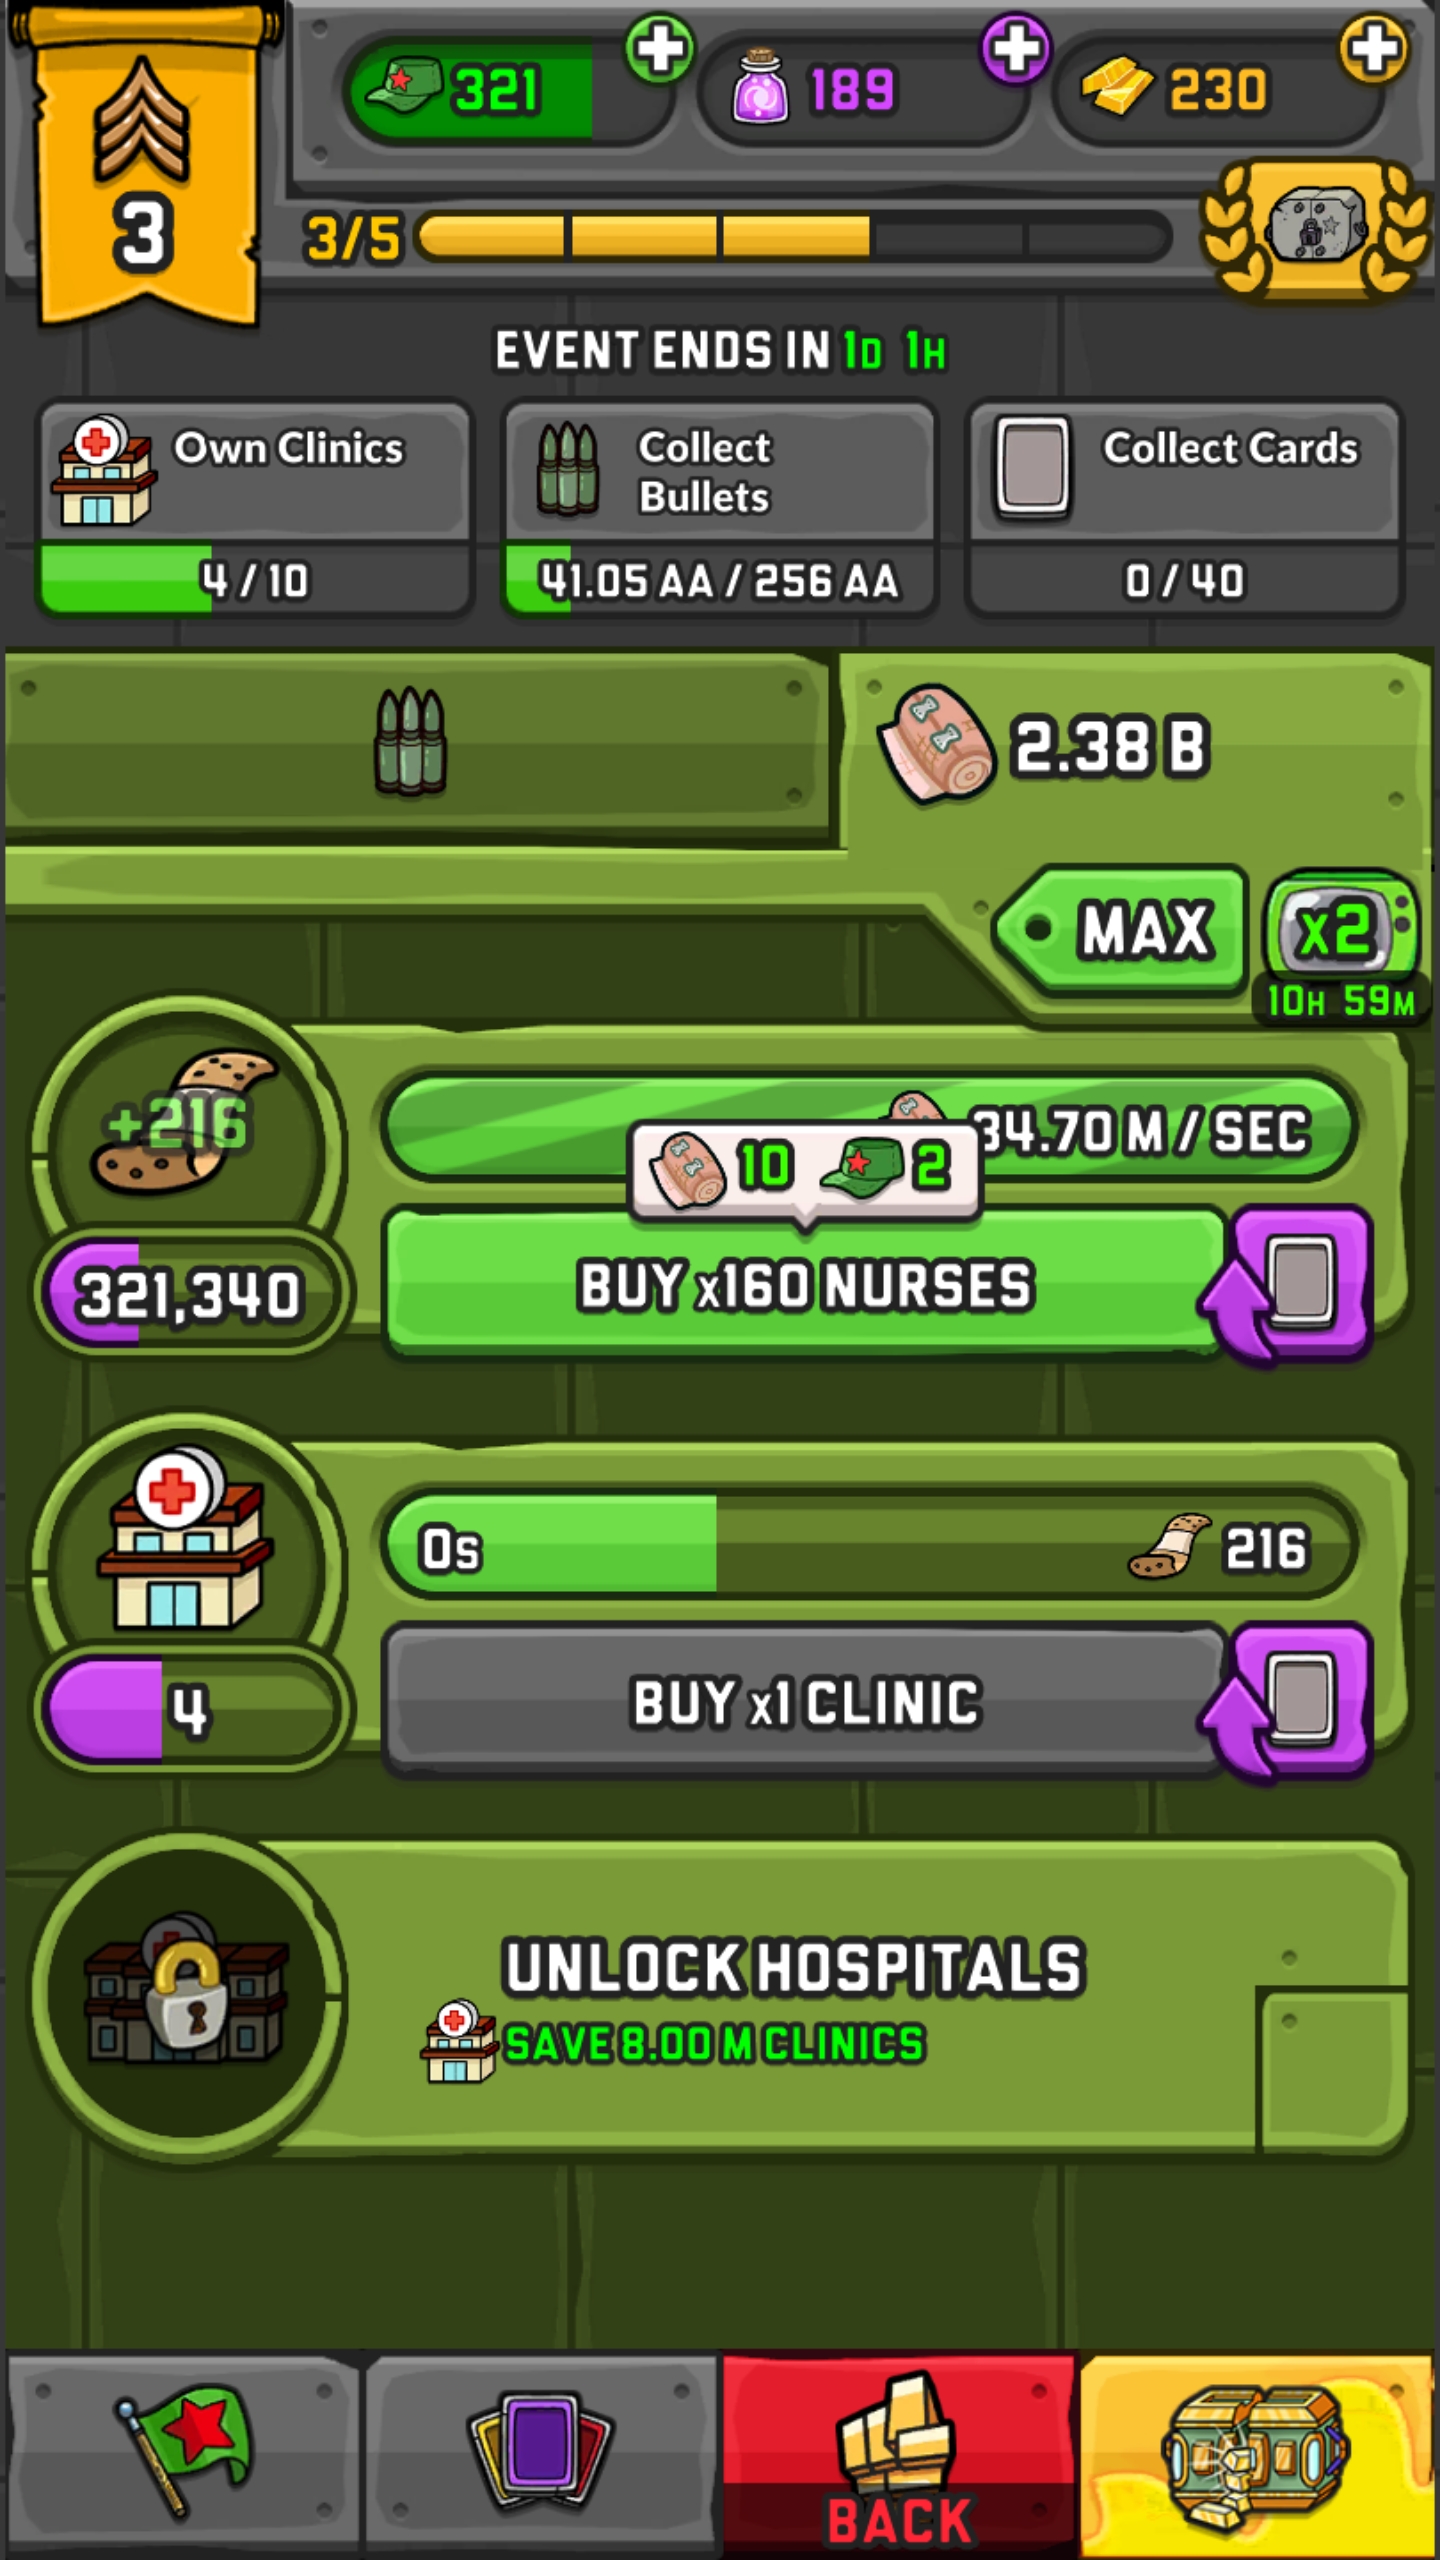 321
189
230
3
3/5
EVENT ENDS IN 1D 1H
Own Clinics
4 / 10
Collect
Bullets
41.05 AA / 256 AA
Collect Cards
0 / 40
2.38 B
MAX
x2
10H 59M
+216
34.70 M / SEC
10
2
321,340
BUY x160 NURSES
0s
216
4
BUY x1 CLINIC
UNLOCK HOSPITALS
SAVE 8.00 M CLINICS
BACK